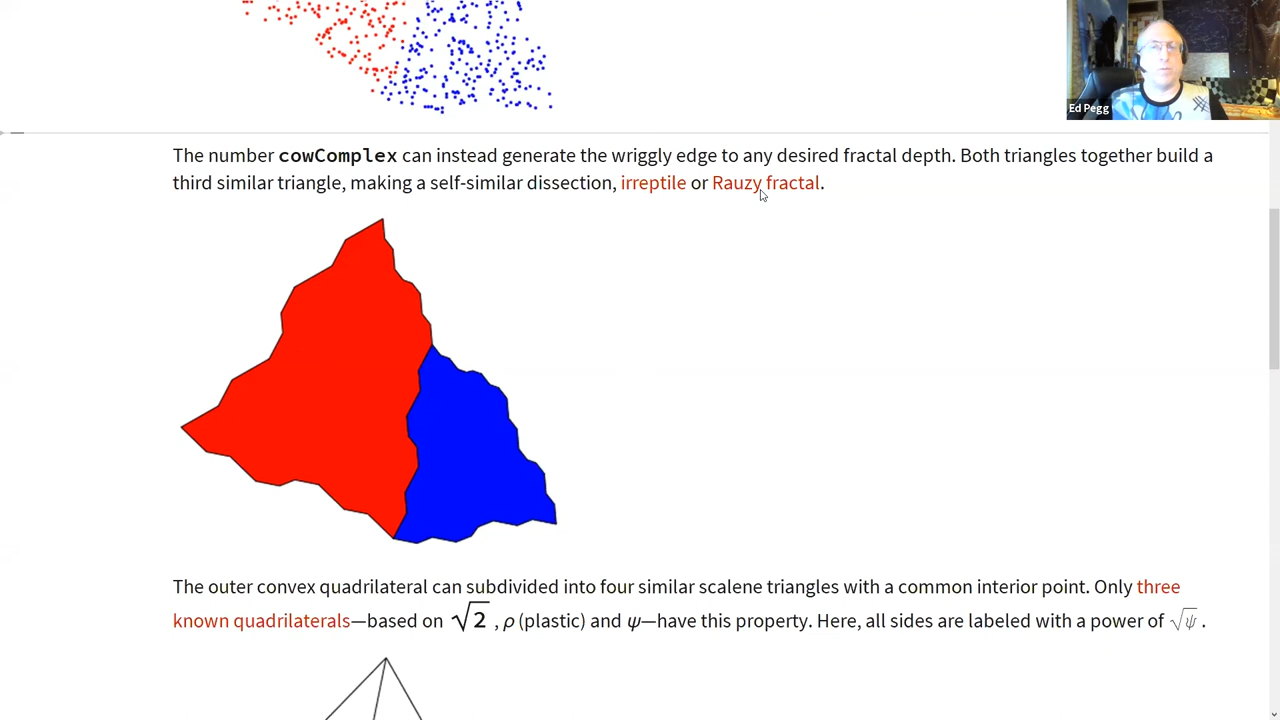 Ed Pegg
The number cowComplex can instead generate the wriggly edge to any desired fractal depth. Both triangles together build a
third similar triangle, making a self-similar dissection, irreptile or Rauzy fractal.
The outer convex quadrilateral can subdivided into four similar scalene triangles with a common interior point. Only three
known quadrilaterals—based on √2 , ρ (plastic) and ψ—have this property. Here, all sides are labeled with a power of √ψ .